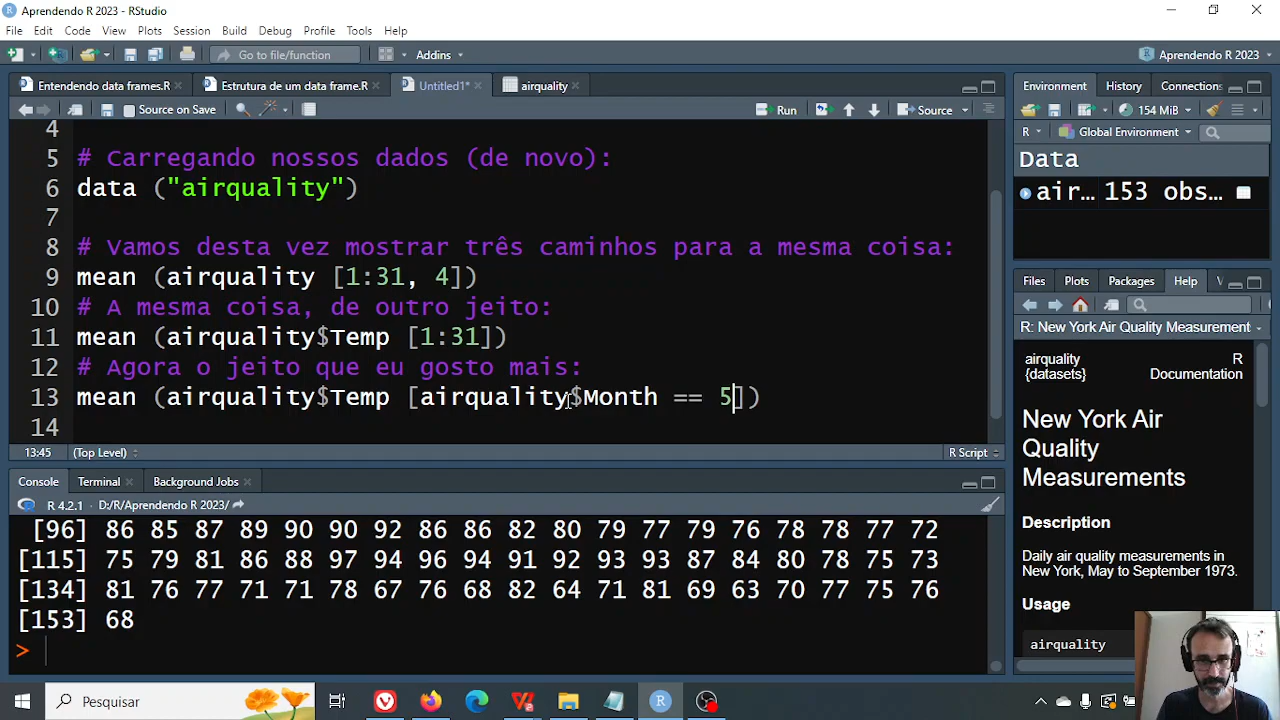 Aprendendo R 2023 - RStudio
File Edit Code View Plots Session Build Debug Profile Tools Help
Go to file/function Addins Aprendendo R 2023
Entendendo data frames.R Estrutura de um data frame.R Untitled1* airquality
Source on Save Run Source
4
5 # Carregando nossos dados (de novo):
6 data ("airquality")
7
8 # Vamos desta vez mostrar três caminhos para a mesma coisa:
9 mean (airquality [1:31, 4])
10 # A mesma coisa, de outro jeito:
11 mean (airquality$Temp [1:31])
12 # Agora o jeito que eu gosto mais:
13 mean (airquality$Temp [airquality$Month == 5])
14
13:45 (Top Level) R Script
Console Terminal Background Jobs
R 4.2.1 · D:/R/Aprendendo R 2023/
[96] 86 85 87 89 90 90 92 86 86 82 80 79 77 79 76 78 78 77 72
[115] 75 79 81 86 88 97 94 96 94 91 92 93 93 87 84 80 78 75 73
[134] 81 76 77 71 71 78 67 76 68 82 64 71 81 69 63 70 77 75 76
[153] 68
>
Environment History Connections
154 MiB
R Global Environment
Data
air… 153 obs…
Files Plots Packages Help V
R: New York Air Quality Measurement
airquality {datasets} R Documentation
New York Air
Quality
Measurements
Description
Daily air quality measurements in
New York, May to September 1973.
Usage
airquality
Pesquisar